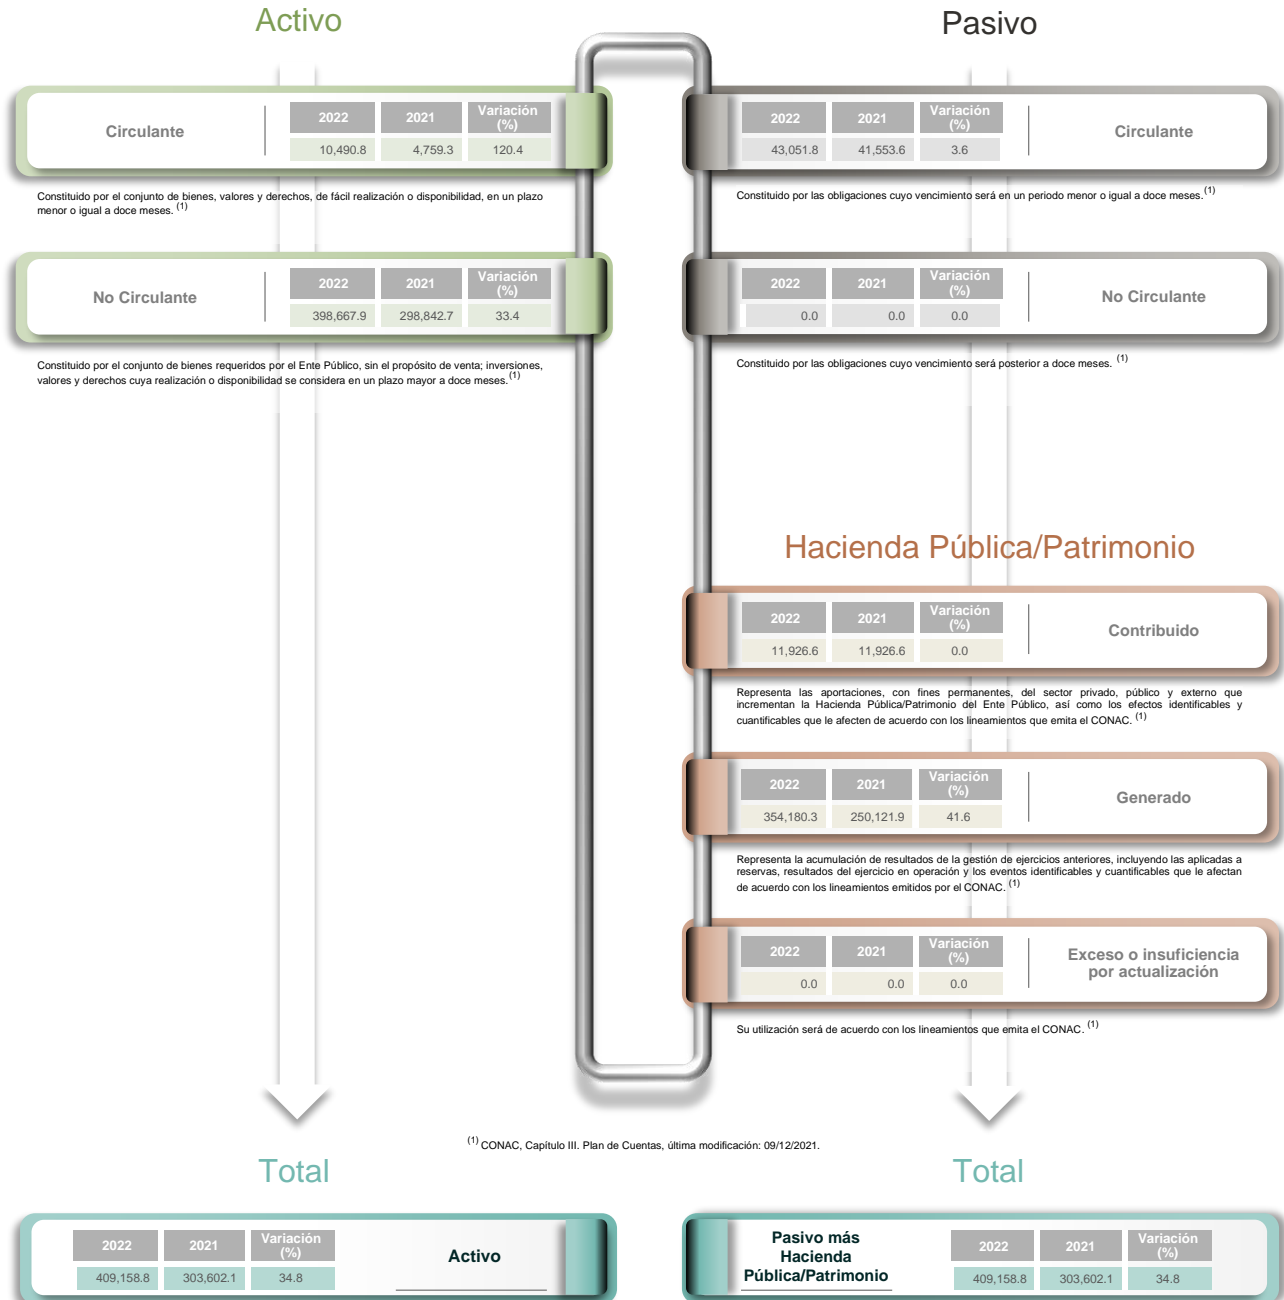 Activo
Circulante
2022 2021 Variación (%)
10,490.8 4,759.3 120.4
Constituido por el conjunto de bienes, valores y derechos, de fácil realización o disponibilidad, en un plazo
menor o igual a doce meses. (1)
No Circulante
2022 2021 Variación (%)
398,667.9 298,842.7 33.4
Constituido por el conjunto de bienes requeridos por el Ente Público, sin el propósito de venta; inversiones,
valores y derechos cuya realización o disponibilidad se considera en un plazo mayor a doce meses. (1)
Pasivo
2022 2021 Variación (%)
43,051.8 41,553.6 3.6
Circulante
Constituido por las obligaciones cuyo vencimiento será en un periodo menor o igual a doce meses. (1)
2022 2021 Variación (%)
0.0 0.0 0.0
No Circulante
Constituido por las obligaciones cuyo vencimiento será posterior a doce meses. (1)
Hacienda Pública/Patrimonio
2022 2021 Variación (%)
11,926.6 11,926.6 0.0
Contribuido
Representa las aportaciones, con fines permanentes, del sector privado, público y externo que
incrementan la Hacienda Pública/Patrimonio del Ente Público, así como los efectos identificables y
cuantificables que le afecten de acuerdo con los lineamientos que emita el CONAC. (1)
2022 2021 Variación (%)
354,180.3 250,121.9 41.6
Generado
Representa la acumulación de resultados de la gestión de ejercicios anteriores, incluyendo las aplicadas a
reservas, resultados del ejercicio en operación y los eventos identificables y cuantificables que le afectan
de acuerdo con los lineamientos emitidos por el CONAC. (1)
2022 2021 Variación (%)
0.0 0.0 0.0
Exceso o insuficiencia
por actualización
Su utilización será de acuerdo con los lineamientos que emita el CONAC. (1)
(1) CONAC, Capítulo III. Plan de Cuentas, última modificación: 09/12/2021.
Total
2022 2021 Variación (%)
409,158.8 303,602.1 34.8
Activo
Total
Pasivo más
Hacienda
Pública/Patrimonio
2022 2021 Variación (%)
409,158.8 303,602.1 34.8